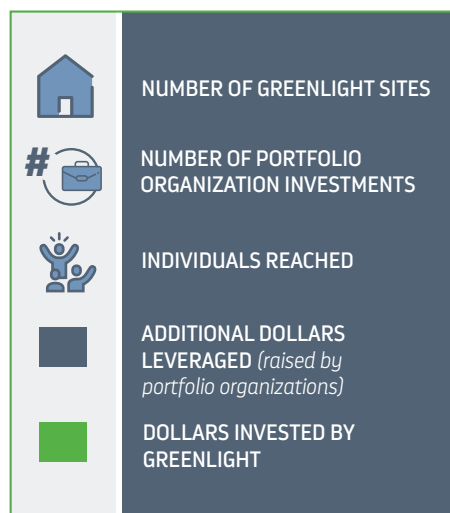 NUMBER OF GREENLIGHT SITES
#
NUMBER OF PORTFOLIO
ORGANIZATION INVESTMENTS
INDIVIDUALS REACHED
ADDITIONAL DOLLARS
LEVERAGED (raised by
portfolio organizations)
DOLLARS INVESTED BY
GREENLIGHT